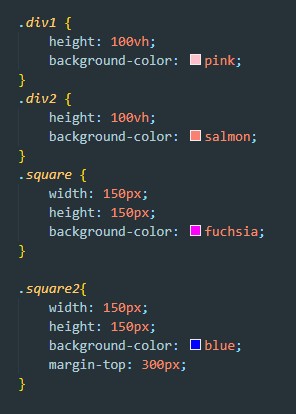 .div1 {
    height: 100vh;
    background-color: pink;
}
.div2 {
    height: 100vh;
    background-color: salmon;
}
.square {
    width: 150px;
    height: 150px;
    background-color: fuchsia;
}

.square2{
    width: 150px;
    height: 150px;
    background-color: blue;
    margin-top: 300px;
}